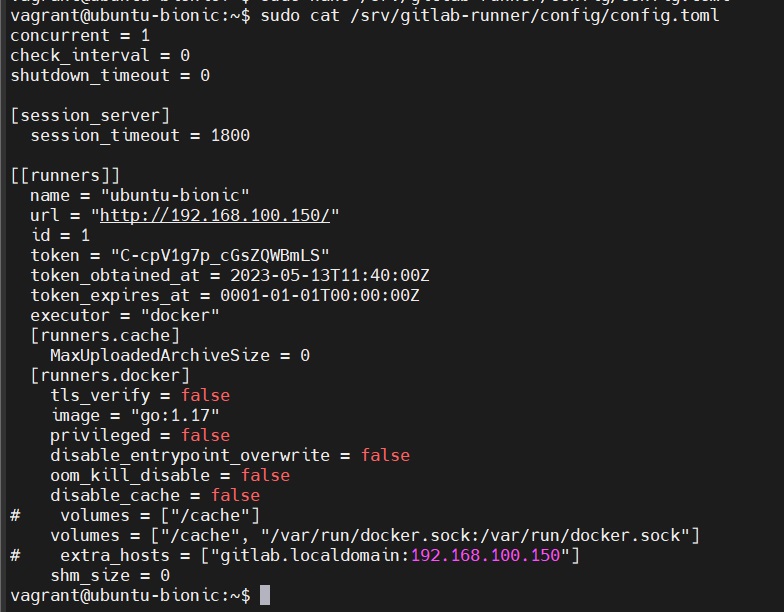 vagrant@ubuntu-bionic:~$ sudo cat /srv/gitlab-runner/config/config.toml
concurrent = 1
check_interval = 0
shutdown_timeout = 0
[session_server]
  session_timeout = 1800
[[runners]]
  name = "ubuntu-bionic"
  url = "http://192.168.100.150/"
  id = 1
  token = "C-cpV1g7p_cGsZQWBmLS"
  token_obtained_at = 2023-05-13T11:40:00Z
  token_expires_at = 0001-01-01T00:00:00Z
  executor = "docker"
  [runners.cache]
    MaxUploadedArchiveSize = 0
  [runners.docker]
    tls_verify = false
    image = "go:1.17"
    privileged = false
    disable_entrypoint_overwrite = false
    oom_kill_disable = false
    disable_cache = false
#    volumes = ["/cache"]
    volumes = ["/cache", "/var/run/docker.sock:/var/run/docker.sock"]
#    extra_hosts = ["gitlab.localdomain:192.168.100.150"]
    shm_size = 0
vagrant@ubuntu-bionic:~$